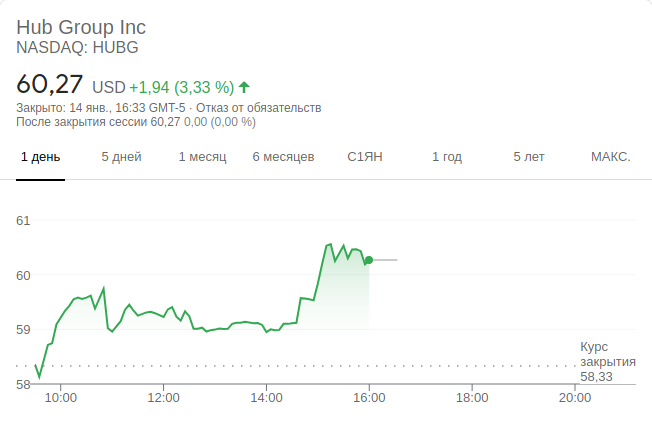 Hub Group Inc
NASDAQ: HUBG
60,27 USD +1,94 (3,33 %)
Закрыто: 14 янв., 16:33 GMT-5 · Отказ от обязательств
После закрытия сессии 60,27 0,00 (0,00 %)
1 день 5 дней 1 месяц 6 месяцев С1ЯН 1 год 5 лет МАКС.
61
60
59
Курс
закрытия
58,33
58
10:00 12:00 14:00 16:00 18:00 20:00